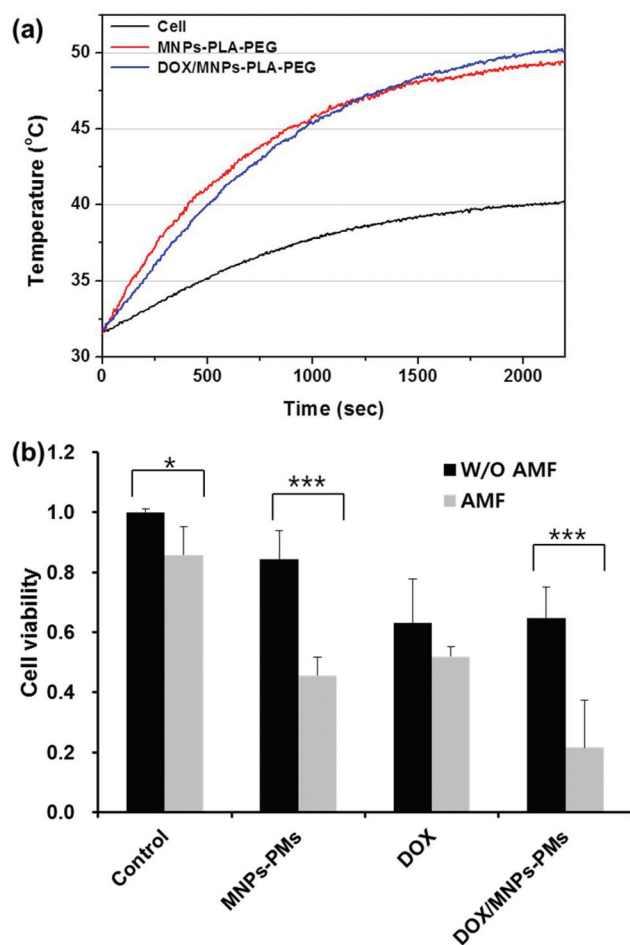 (a)
Cell
MNPs-PLA-PEG
DOX/MNPs-PLA-PEG
Temperature (°C)
50
45
40
35
30
0 500 1000 1500 2000
Time (sec)
(b)
W/O AMF
AMF
* *** ***
Cell viability
1.2
1.0
0.8
0.6
0.4
0.2
0.0
Control MNPs-PMs DOX DOX/MNPs-PMs